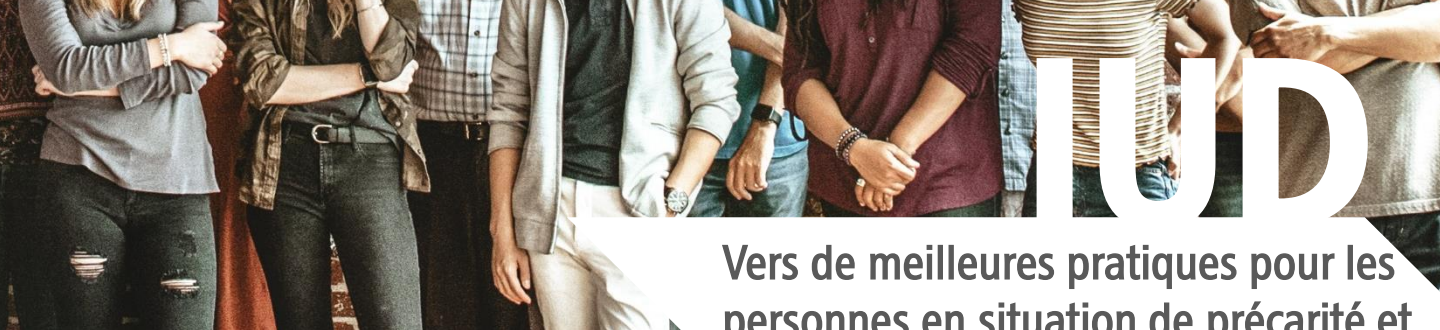 IUD
Vers de meilleures pratiques pour les
personnes en situation de précarité et